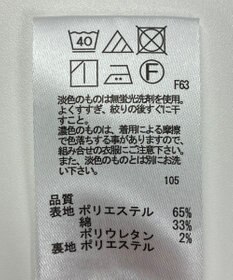 40
F
F63
淡色のものは無蛍光洗剤を使用。
よくすすぎ、絞りの後すぐに干
すこと。
濃色のものは、着用による摩擦
で色落ちする事がありますので、
組み合せの衣服にご注意下さい。
また、淡色のものとは別にお洗
い下さい。
105
品質
表地 ポリエステル 65%
綿 33%
ポリウレタン 2%
裏地 ポリエステル